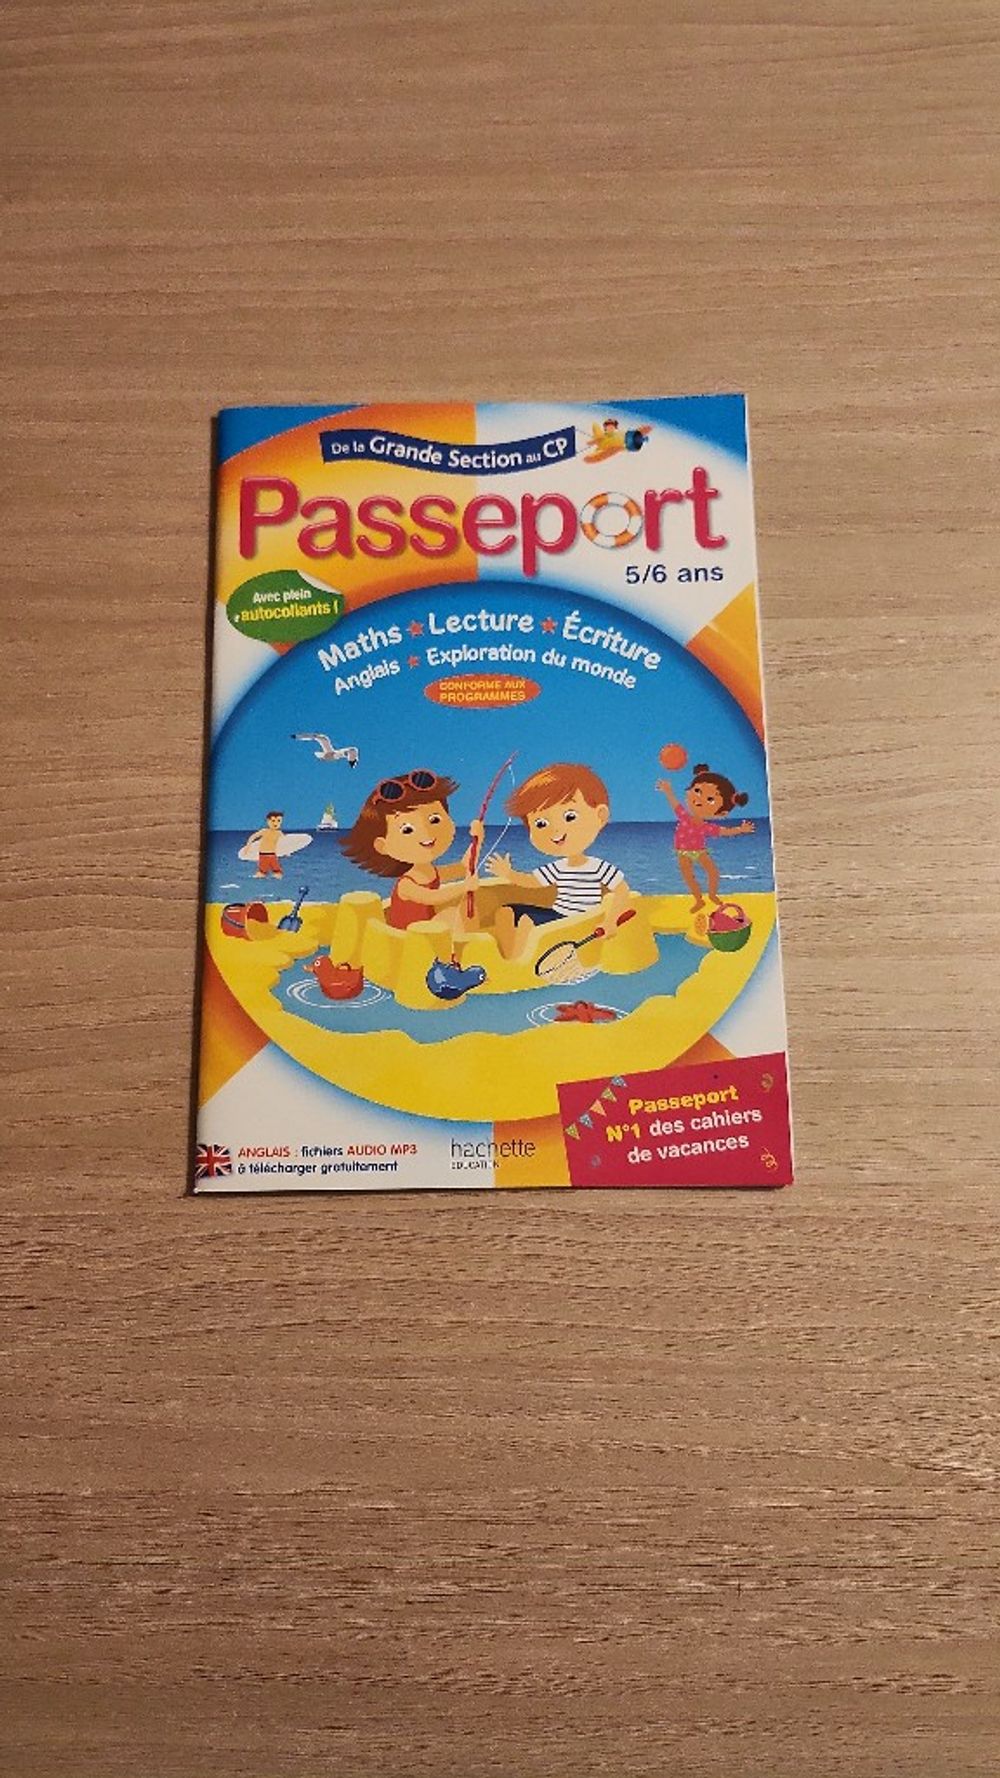 De la Grande Section au CP
Passeport
5/6 ans
Avec plein
d'autocollants !
Maths ★ Lecture ★ Écriture
Anglais ★ Exploration du monde
CONFORME AUX
PROGRAMMES
Passeport
N°1 des cahiers
de vacances
ANGLAIS : fichiers AUDIO MP3
à télécharger gratuitement
hachette
ÉDUCATION